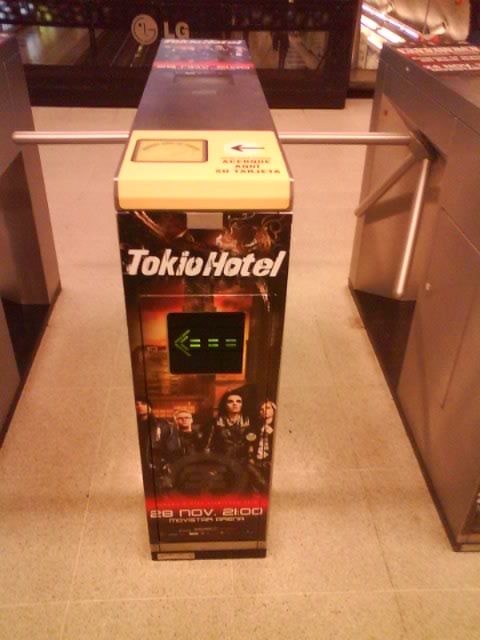 LG
ACERQUE
AQUI
SU TARJETA
Tokio Hotel
28 NOV. 21:00
MOVISTAR ARENA